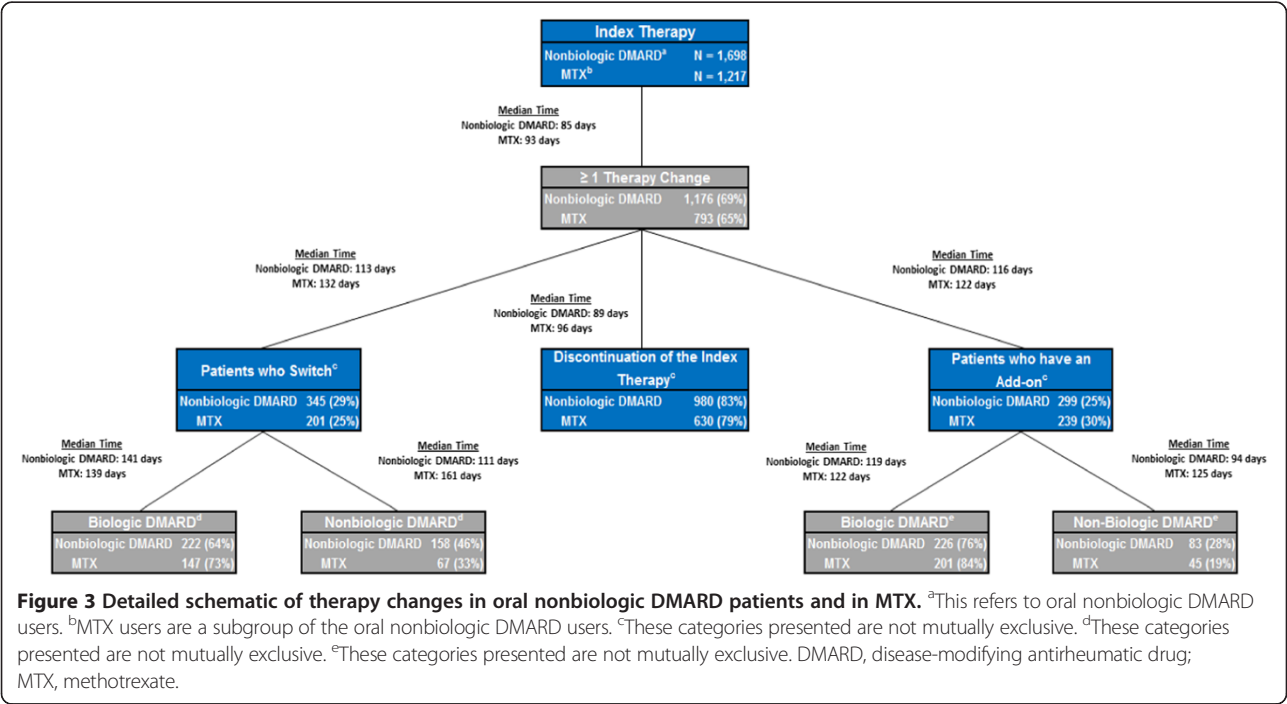 Index Therapy
Nonbiologic DMARDa N = 1,698
MTXb N = 1,217
Median Time
Nonbiologic DMARD: 85 days
MTX: 93 days
≥ 1 Therapy Change
Nonbiologic DMARD 1,176 (69%)
MTX 793 (65%)
Median Time
Nonbiologic DMARD: 113 days
MTX: 132 days
Median Time
Nonbiologic DMARD: 89 days
MTX: 96 days
Median Time
Nonbiologic DMARD: 116 days
MTX: 122 days
Patients who Switchc
Nonbiologic DMARD 345 (29%)
MTX 201 (25%)
Discontinuation of the Index
Therapyc
Nonbiologic DMARD 980 (83%)
MTX 630 (79%)
Patients who have an
Add-onc
Nonbiologic DMARD 299 (25%)
MTX 239 (30%)
Median Time
Nonbiologic DMARD: 141 days
MTX: 139 days
Median Time
Nonbiologic DMARD: 111 days
MTX: 161 days
Median Time
Nonbiologic DMARD: 119 days
MTX: 122 days
Median Time
Nonbiologic DMARD: 94 days
MTX: 125 days
Biologic DMARDd
Nonbiologic DMARD 222 (64%)
MTX 147 (73%)
Nonbiologic DMARDd
Nonbiologic DMARD 158 (46%)
MTX 67 (33%)
Biologic DMARDe
Nonbiologic DMARD 226 (76%)
MTX 201 (84%)
Non-Biologic DMARDe
Nonbiologic DMARD 83 (28%)
MTX 45 (19%)
Figure 3 Detailed schematic of therapy changes in oral nonbiologic DMARD patients and in MTX. aThis refers to oral nonbiologic DMARD
users. bMTX users are a subgroup of the oral nonbiologic DMARD users. cThese categories presented are not mutually exclusive. dThese categories
presented are not mutually exclusive. eThese categories presented are not mutually exclusive. DMARD, disease-modifying antirheumatic drug;
MTX, methotrexate.